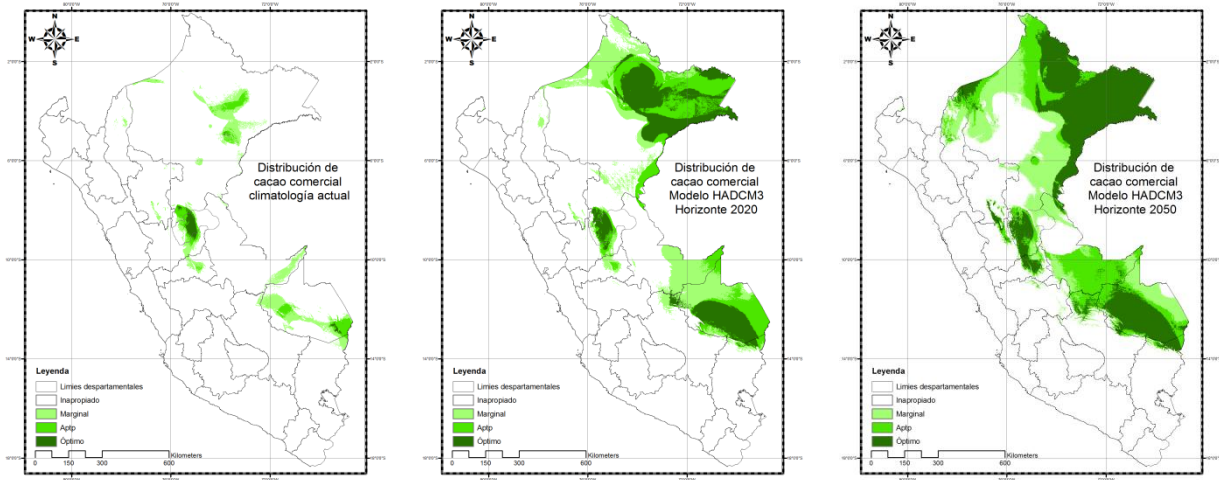 N
W E
S
Distribución de
cacao comercial
climatología actual
Leyenda
Limies despartamentales
Inapropiado
Marginal
Aptp
Óptimo
0 150 300 600
Kilometers
N
W E
S
Distribución de
cacao comercial
Modelo HADCM3
Horizonte 2020
Leyenda
Limies despartamentales
Inapropiado
Marginal
Aptp
Óptimo
0 150 300 600
Kilometers
N
W E
S
Distribución de
cacao comercial
Modelo HADCM3
Horizonte 2050
Leyenda
Limies despartamentales
Inapropiado
Marginal
Aptp
Óptimo
0 150 300 600
Kilometers